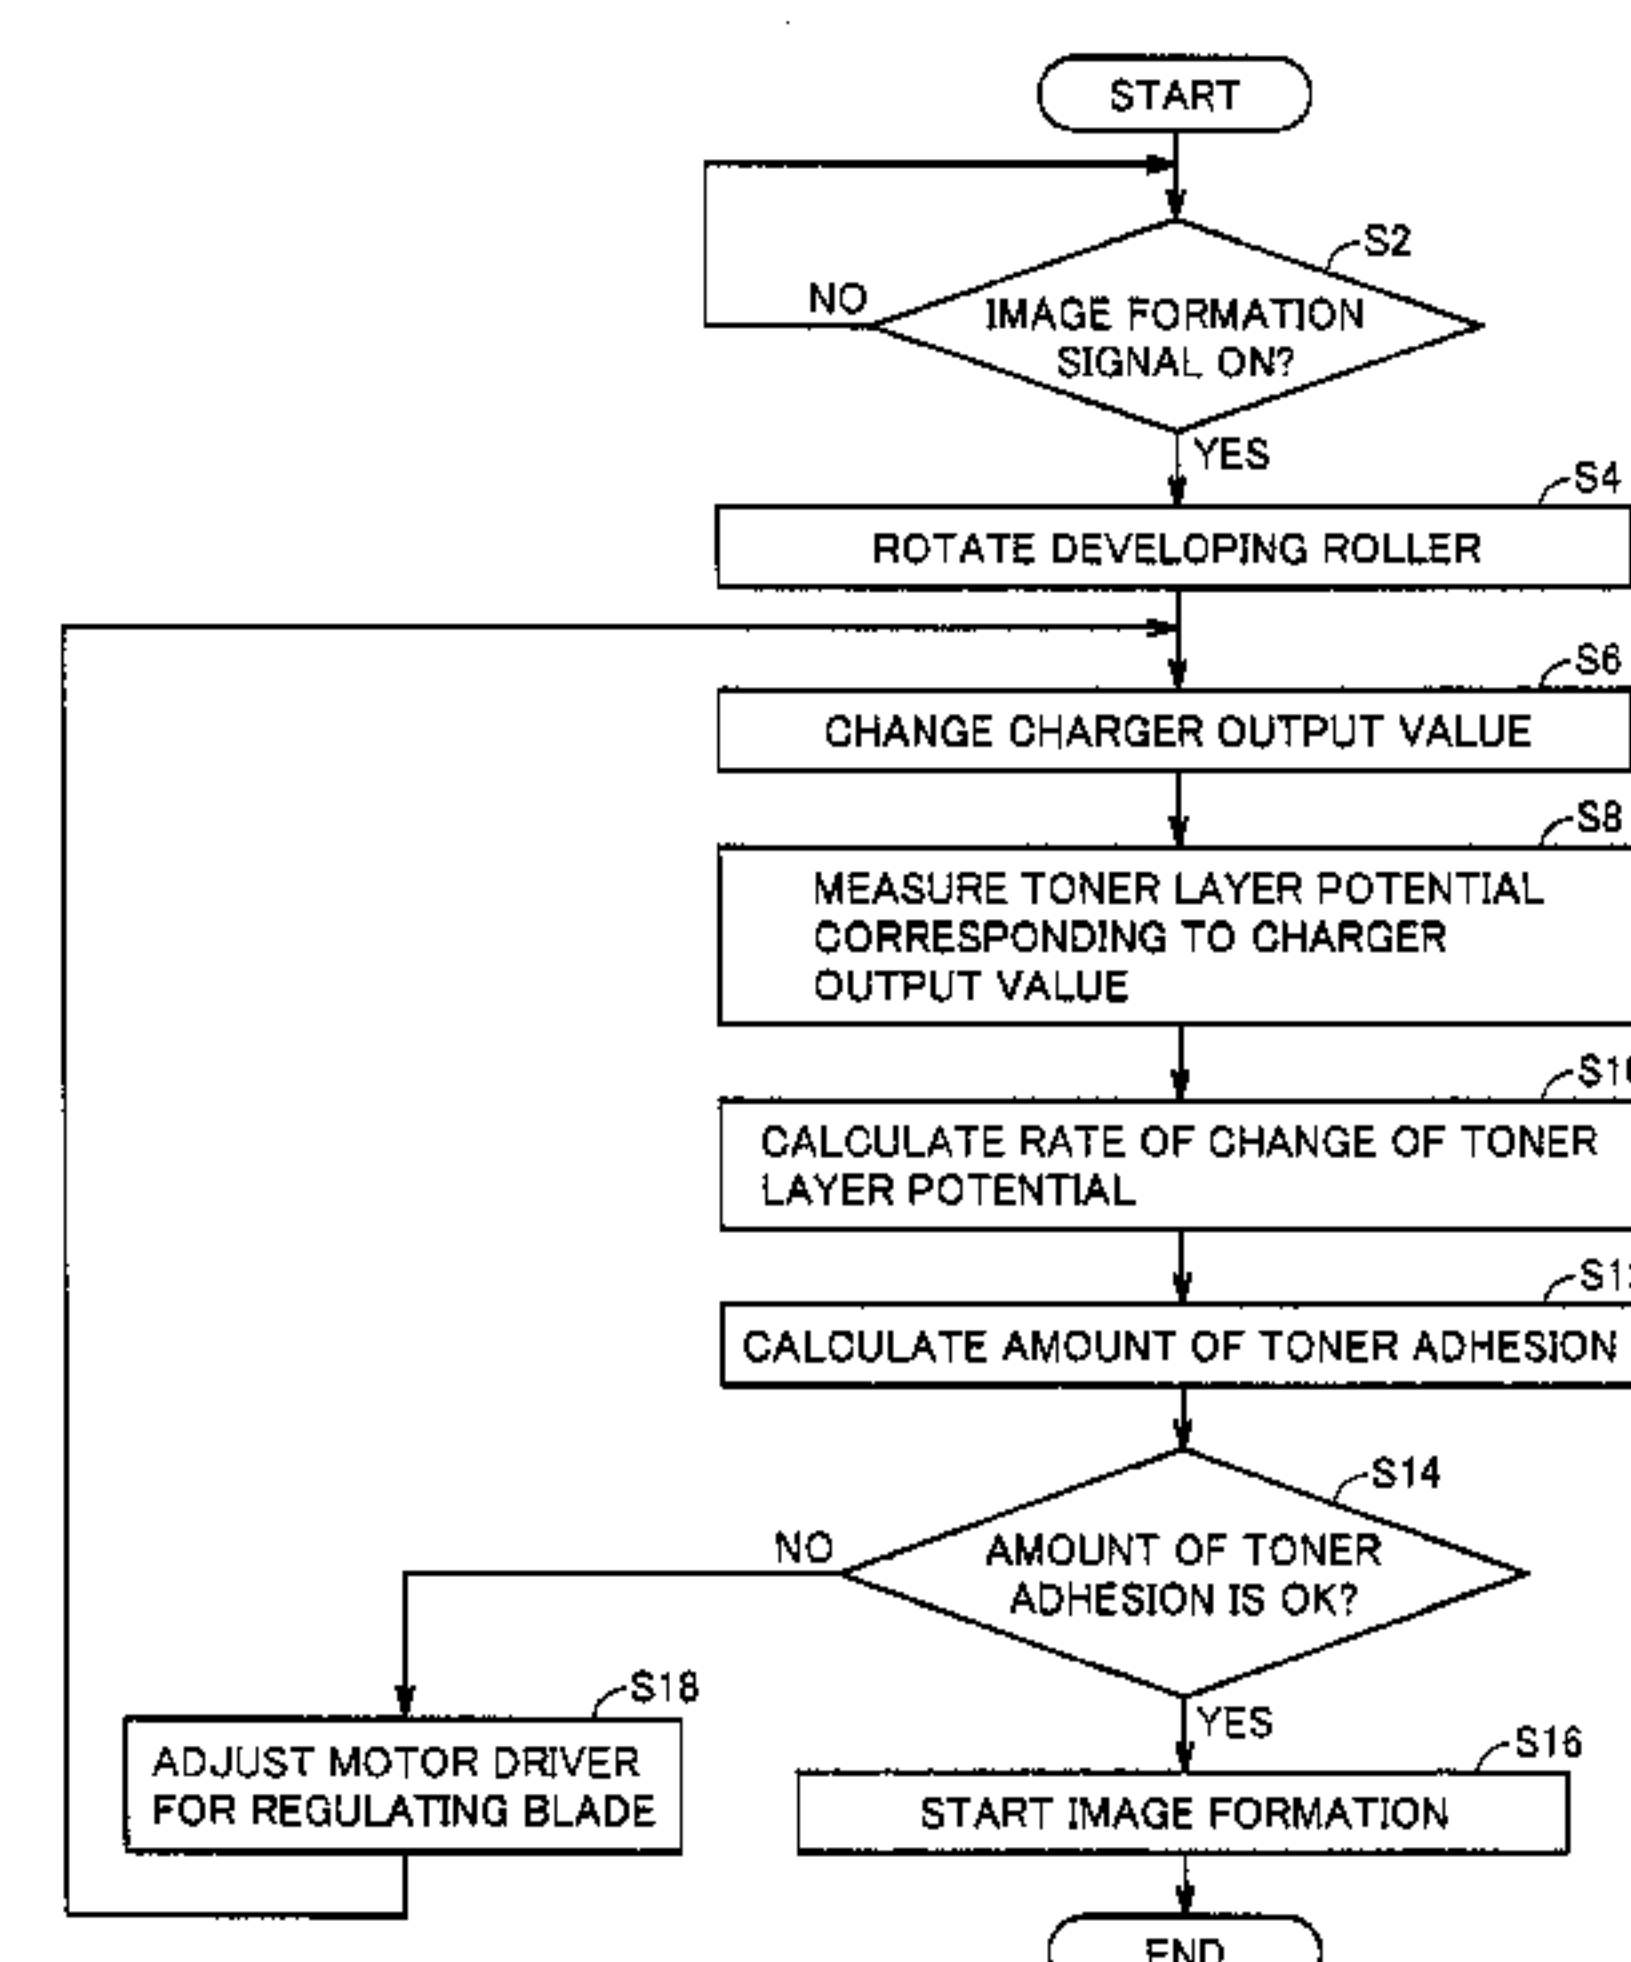 START
S2
NO
IMAGE FORMATION
SIGNAL ON?
YES
S4
ROTATE DEVELOPING ROLLER
S6
CHANGE CHARGER OUTPUT VALUE
S8
MEASURE TONER LAYER POTENTIAL
CORRESPONDING TO CHARGER
OUTPUT VALUE
CALCULATE RATE OF CHANGE OF TONER
LAYER POTENTIAL
CALCULATE AMOUNT OF TONER ADHESION
S14
NO
AMOUNT OF TONER
ADHESION IS OK?
S18
ADJUST MOTOR DRIVER
FOR REGULATING BLADE
YES
S16
START IMAGE FORMATION
END